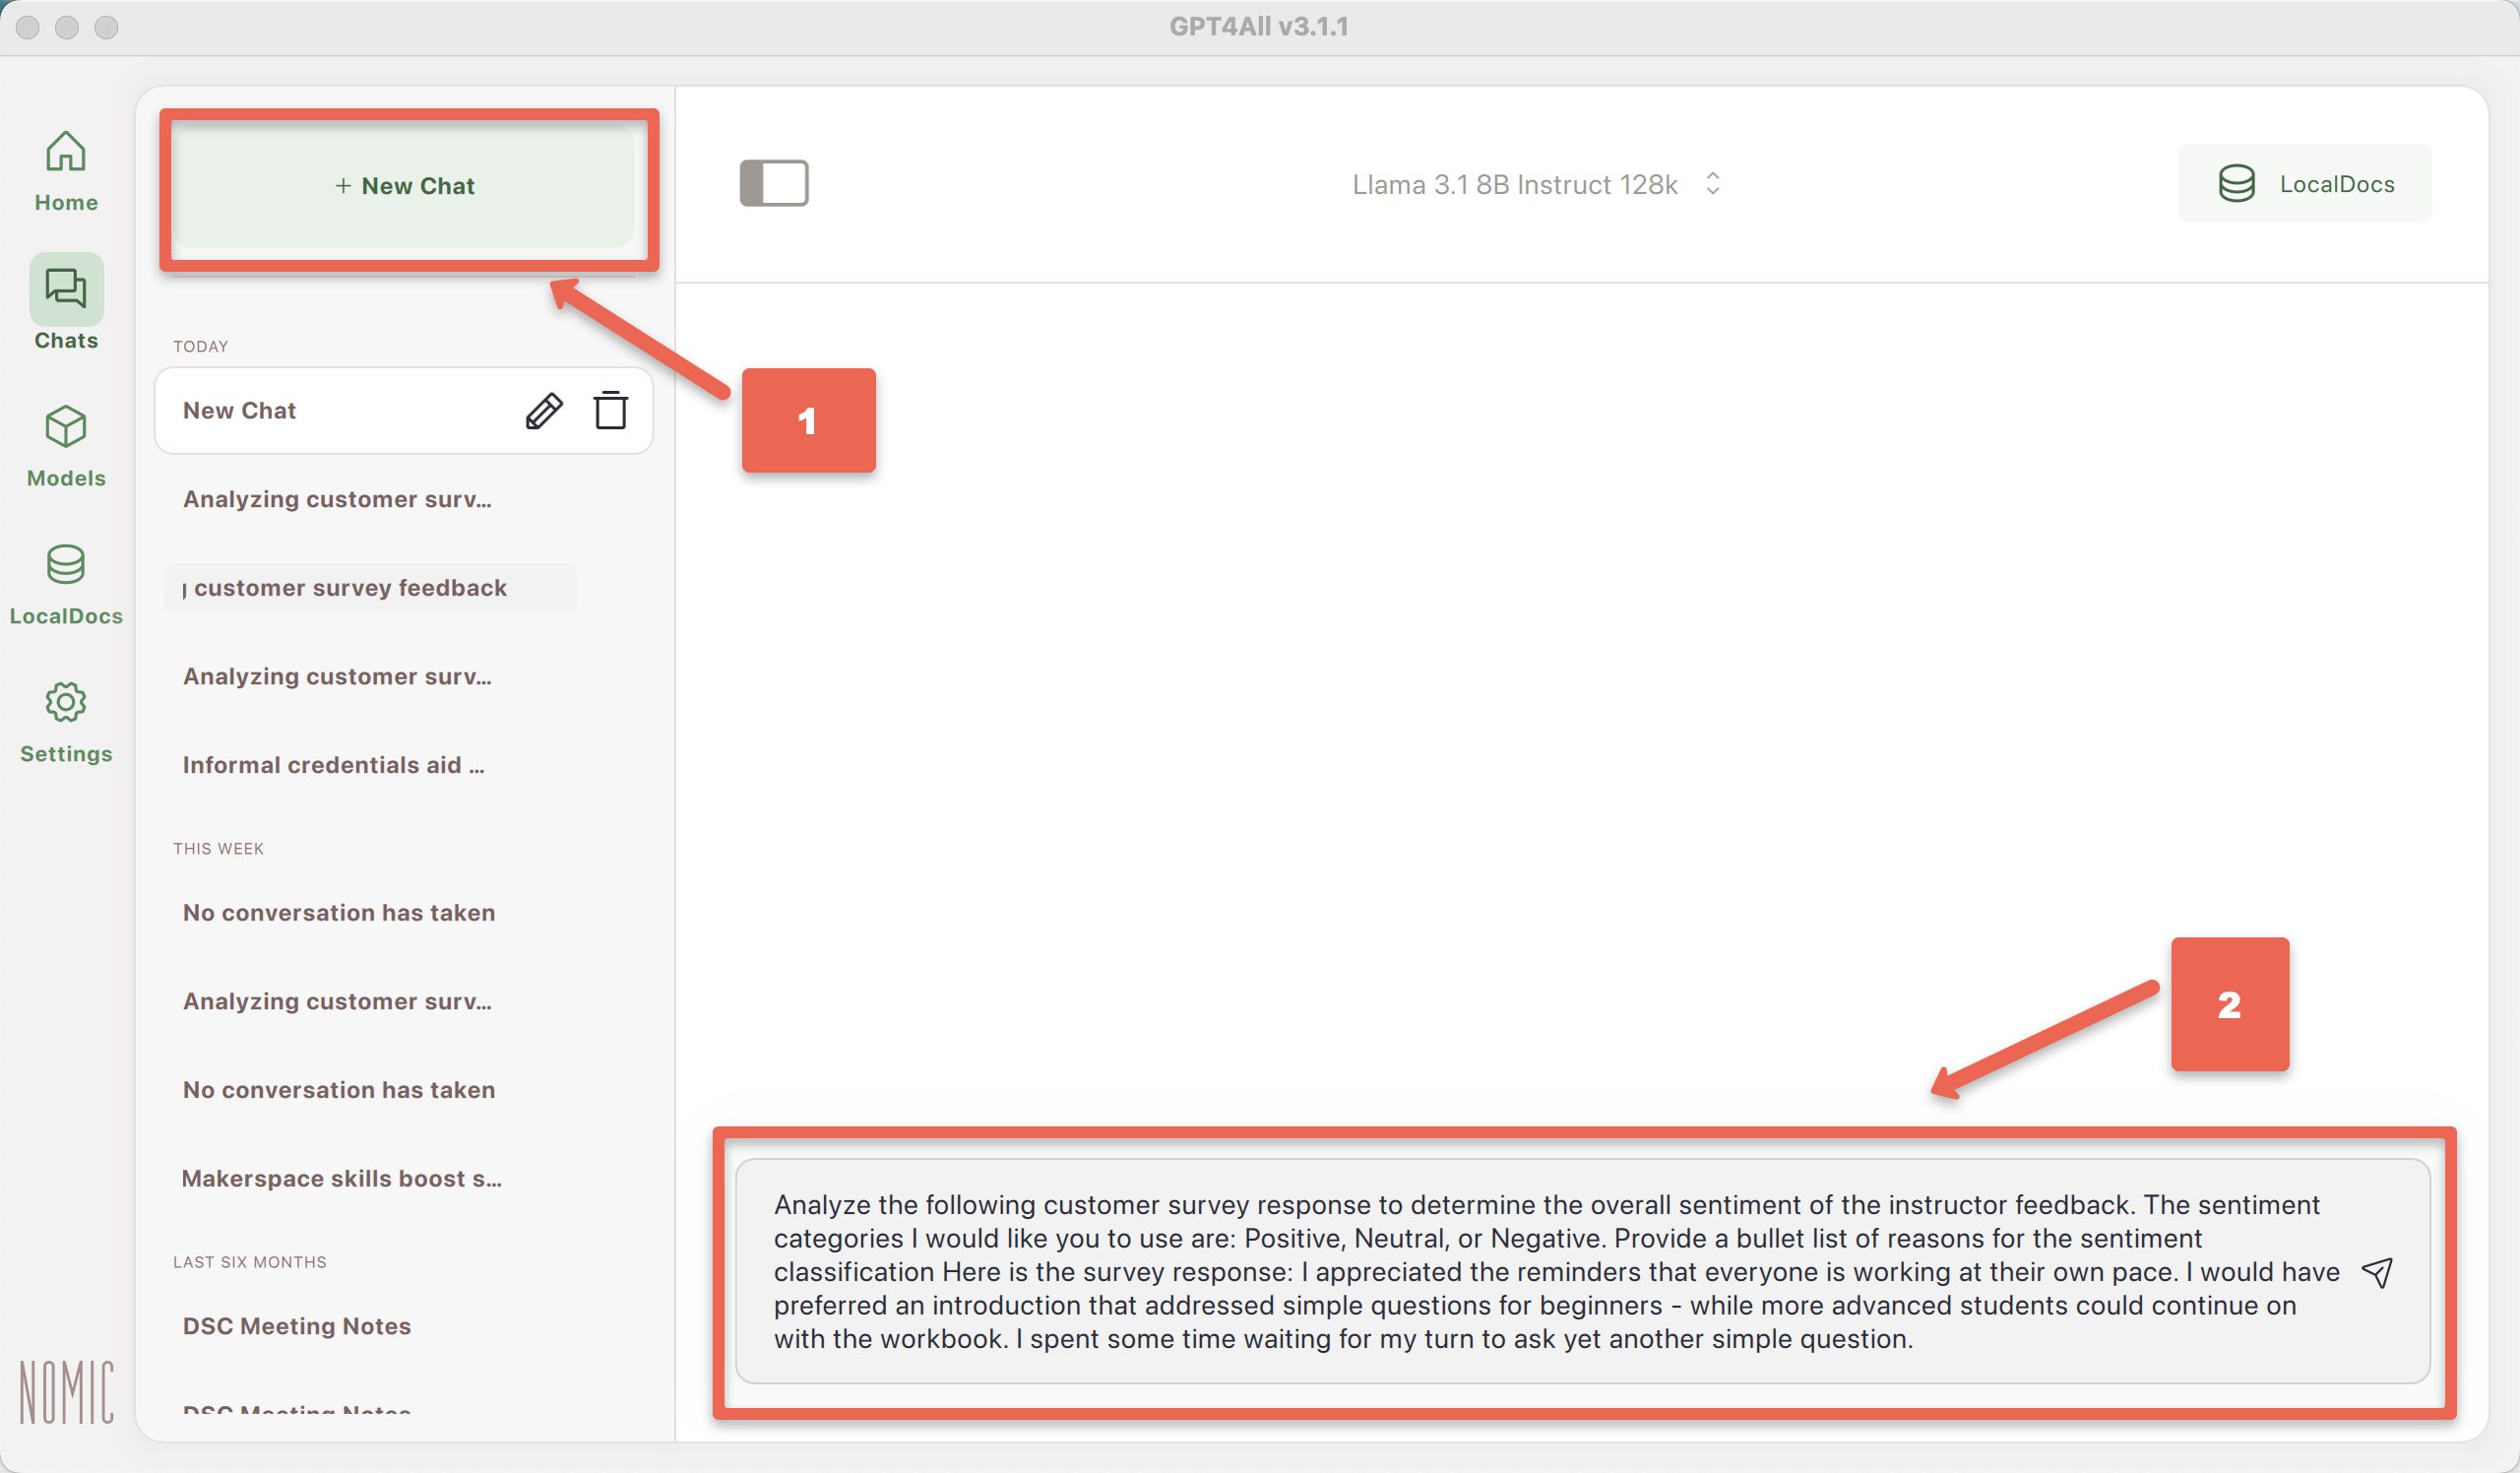 GPT4All v3.1.1
Home
Chats
Models
LocalDocs
Settings
NOMIC
+ New Chat
TODAY
New Chat
Analyzing customer surv...
customer survey feedback
Analyzing customer surv...
Informal credentials aid ...
THIS WEEK
No conversation has taken
Analyzing customer surv...
No conversation has taken
Makerspace skills boost s...
LAST SIX MONTHS
DSC Meeting Notes
DSC Meeting Notes
Llama 3.1 8B Instruct 128k
LocalDocs
1
2
Analyze the following customer survey response to determine the overall sentiment of the instructor feedback. The sentiment
categories I would like you to use are: Positive, Neutral, or Negative. Provide a bullet list of reasons for the sentiment
classification Here is the survey response: I appreciated the reminders that everyone is working at their own pace. I would have
preferred an introduction that addressed simple questions for beginners - while more advanced students could continue on
with the workbook. I spent some time waiting for my turn to ask yet another simple question.